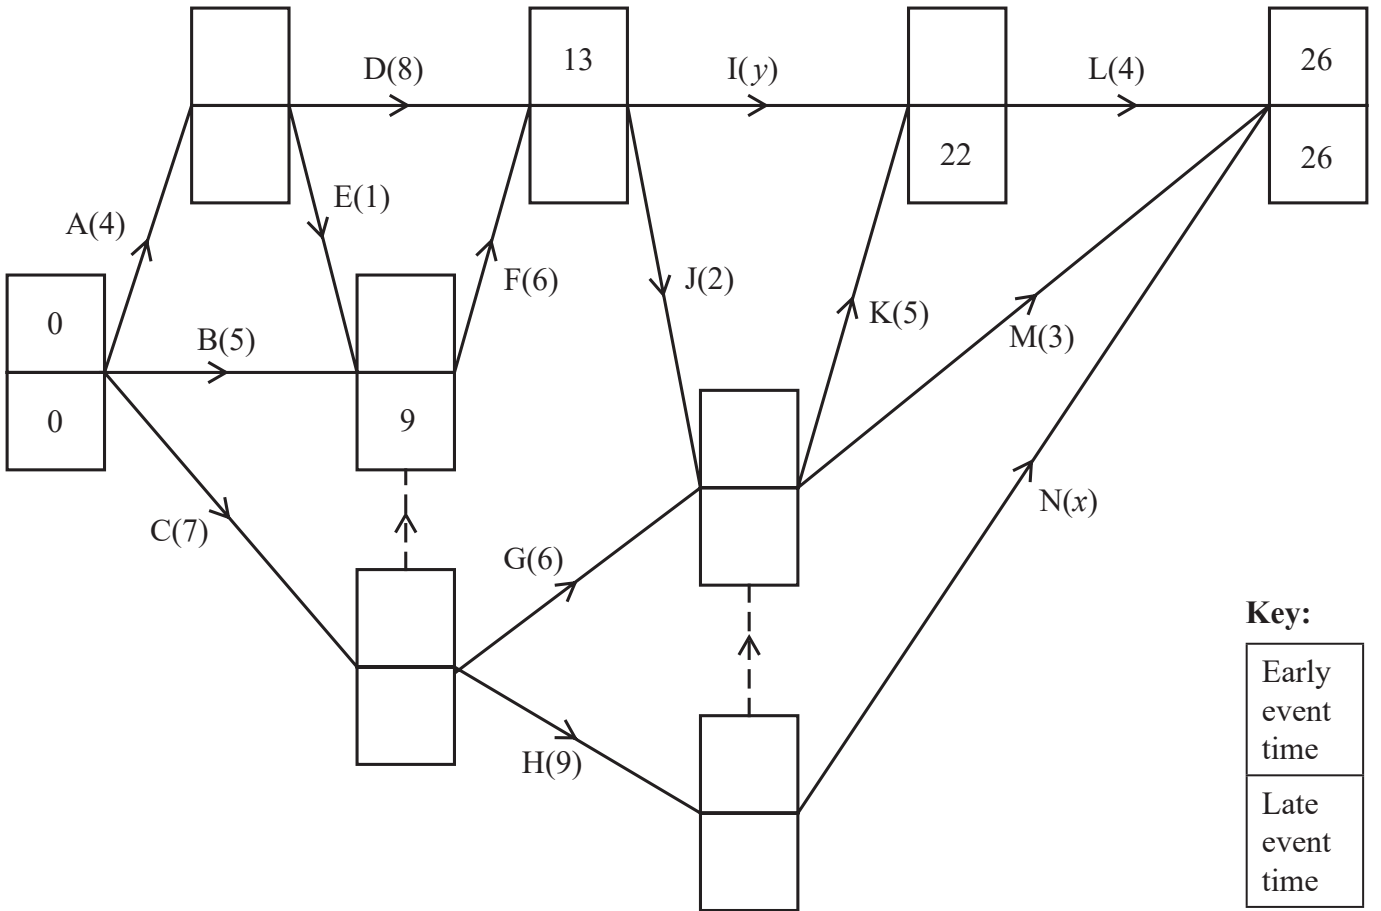 13
26
D(8)
I(y)
L(4)
22
26
E(1)
A(4)
F(6)
J(2)
0
B(5)
K(5)
M(3)
0
9
C(7)
G(6)
N(x)
H(9)
Key:
Early
event
time
Late
event
time